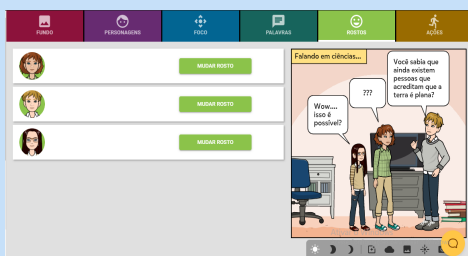 FUNDO
PERSONAGENS
FOCO
PALAVRAS
ROSTOS
AÇÕES
MUDAR ROSTO
MUDAR ROSTO
MUDAR ROSTO
Falando em ciências...
Você sabia que
ainda existem
pessoas que
acreditam que a
terra é plana?
???
Wow....
isso é
possível?